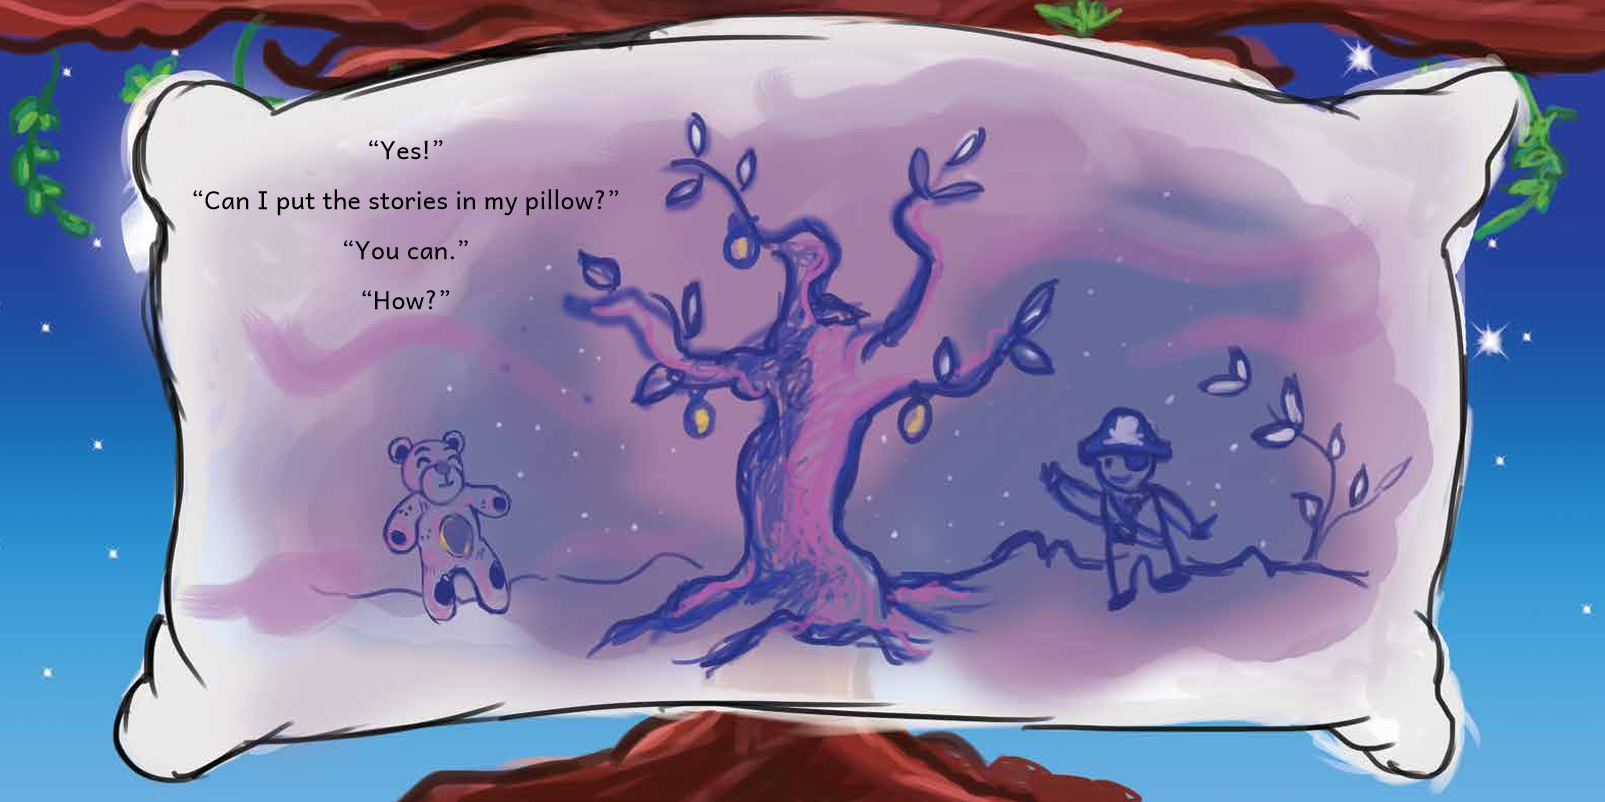 “Yes!”
“Can I put the stories in my pillow?”
“You can.”
“How?”